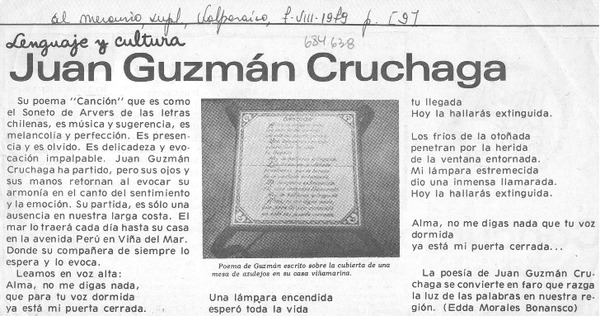 El Mercurio, supl, Valparaíso, 5-VIII-1979 p. [9]
634638
Lenguaje y cultura
Juan Guzmán Cruchaga
Su poema "Canción" que es como
el Soneto de Arvers de las letras
chilenas, es música y sugerencia, es
melancolía y perfección. Es presen-
cia y es olvido. Es delicadeza y evo-
cación impalpable. Juan Guzmán
Cruchaga ha partido, pero sus ojos y
sus manos retornan al evocar su
armonía en el canto del sentimiento
y la emoción. Su partida, es sólo
una ausencia en nuestra larga costa. El
mar lo traerá cada día hasta su casa
en la avenida Perú en Viña del Mar.
Donde su compañera de siempre lo
espera y lo evoca.
Leamos en voz alta:
Alma, no me digas nada,
que para tu voz dormida
ya está mi puerta cerrada.
Poema de Guzmán escrito sobre la cubierta de una
mesa de azulejos en su casa viñamarina.
Una lámpara encendida
esperó toda la vida
tu llegada
Hoy la hallarás extinguida.
Los fríos de la otoñada
penetran por la herida
de la ventana entornada.
Mi lámpara estremecida
dio una inmensa llamarada.
Hoy la hallarás extinguida.
Alma, no me digas nada que tu voz
dormida
ya está mi puerta cerrada...
La poesía de Juan Guzmán Cru-
chaga se convierte en faro que razga
la luz de las palabras en nuestra re-
gión. (Edda Morales Bonansco)